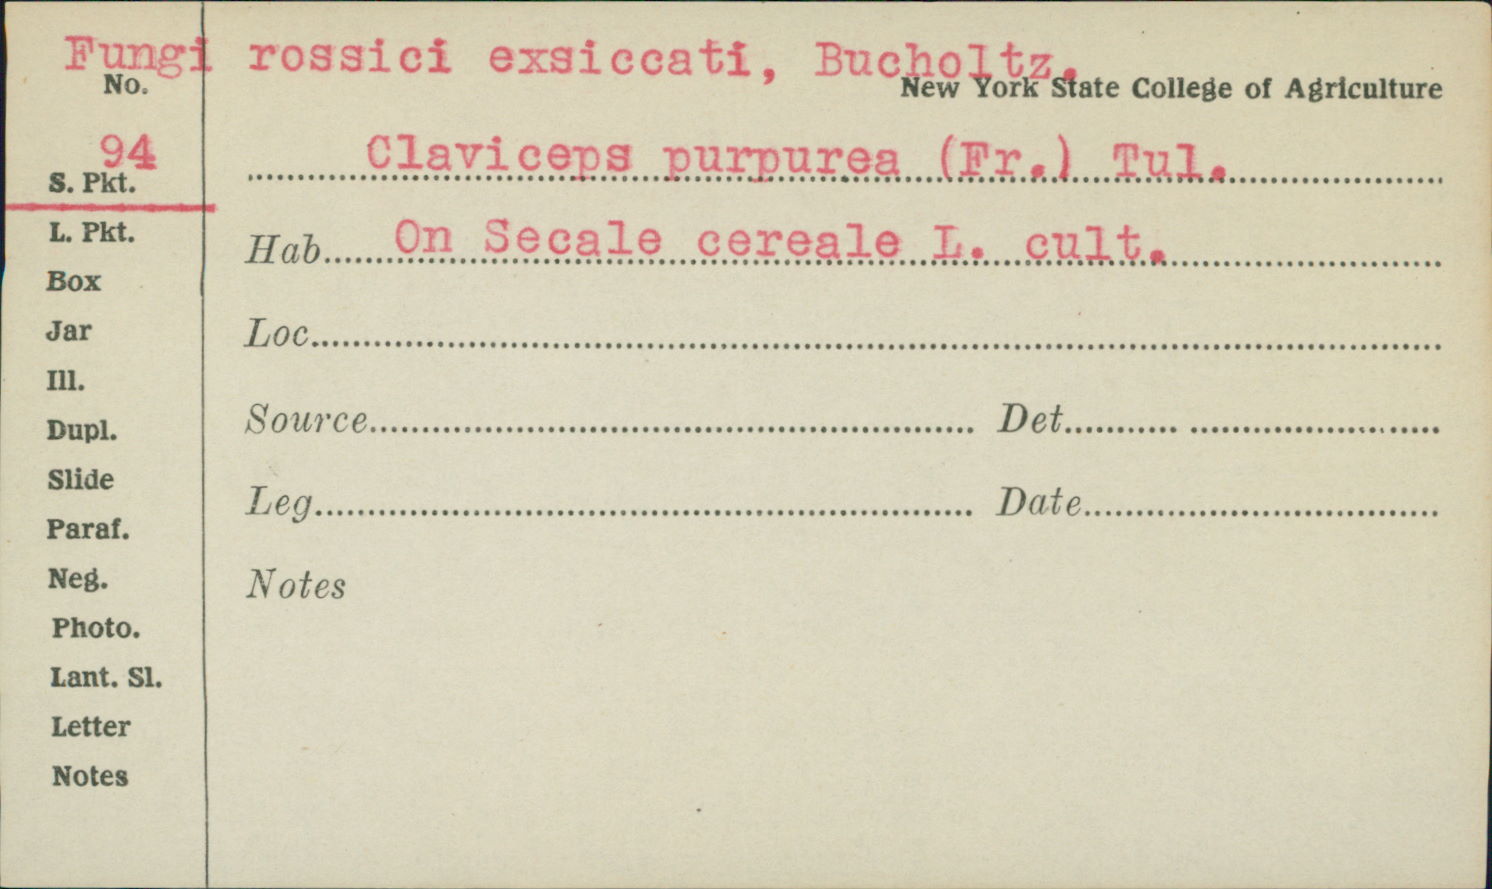 Fungi rossici exsiccati, Bucholtz.
No.
New York State College of Agriculture
94
Claviceps purpurea (Fr.) Tul.
S. Pkt.
L. Pkt.
Hab. On Secale cereale L. cult.
Box
Jar
Loc.
Ill.
Dupl.
Source Det.
Slide
Leg. Date
Paraf.
Neg.
Notes
Photo.
Lant. Sl.
Letter
Notes